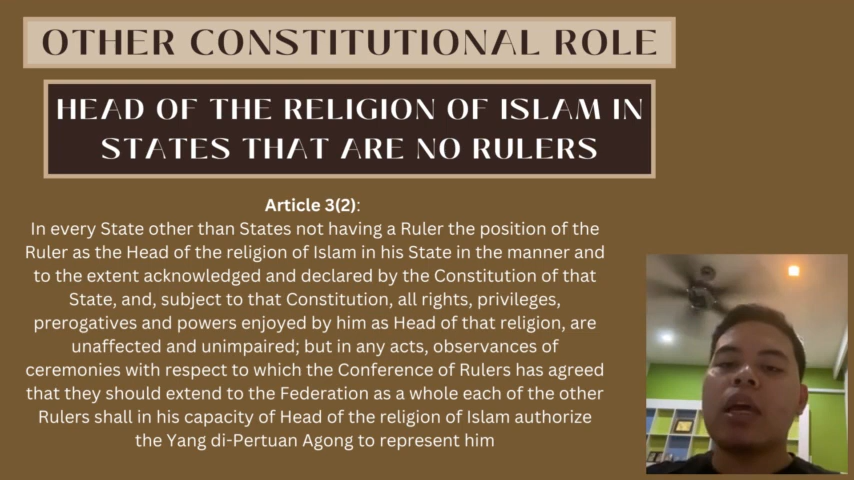 OTHER CONSTITUTIONAL ROLE
HEAD OF THE RELIGION OF ISLAM IN
STATES THAT ARE NO RULERS
Article 3(2):
In every State other than States not having a Ruler the position of the
Ruler as the Head of the religion of Islam in his State in the manner and
to the extent acknowledged and declared by the Constitution of that
State, and, subject to that Constitution, all rights, privileges,
prerogatives and powers enjoyed by him as Head of that religion, are
unaffected and unimpaired; but in any acts, observances of
ceremonies with respect to which the Conference of Rulers has agreed
that they should extend to the Federation as a whole each of the other
Rulers shall in his capacity of Head of the religion of Islam authorize
the Yang di-Pertuan Agong to represent him